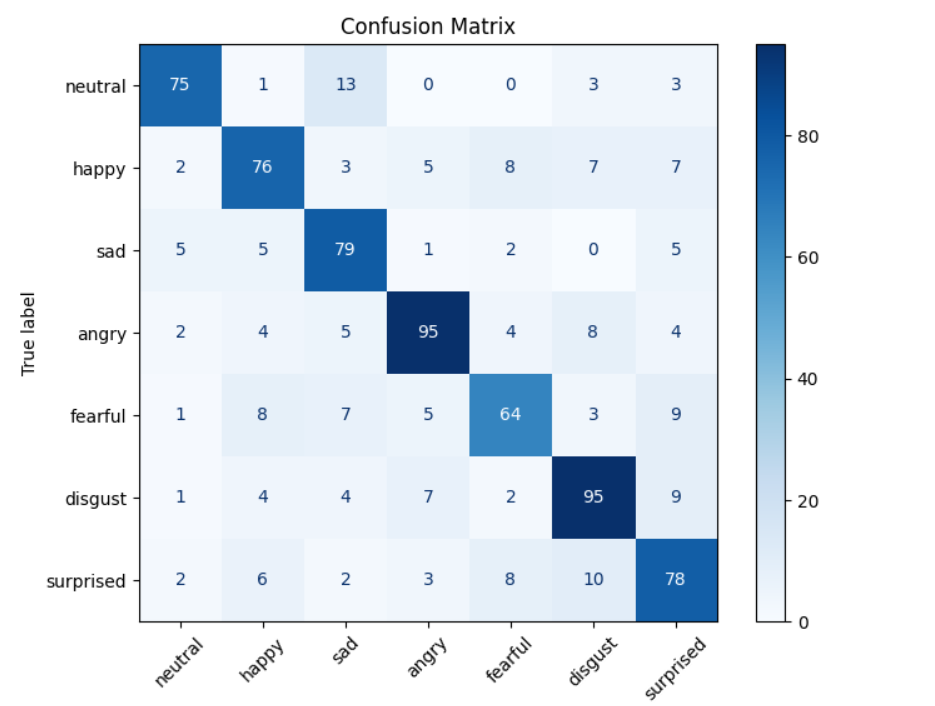 Confusion Matrix
True label
neutral 75 1 13 0 0 3 3
happy 2 76 3 5 8 7 7
sad 5 5 79 1 2 0 5
angry 2 4 5 95 4 8 4
fearful 1 8 7 5 64 3 9
disgust 1 4 4 7 2 95 9
surprised 2 6 2 3 8 10 78
neutral happy sad angry fearful disgust surprised
80
60
40
20
0